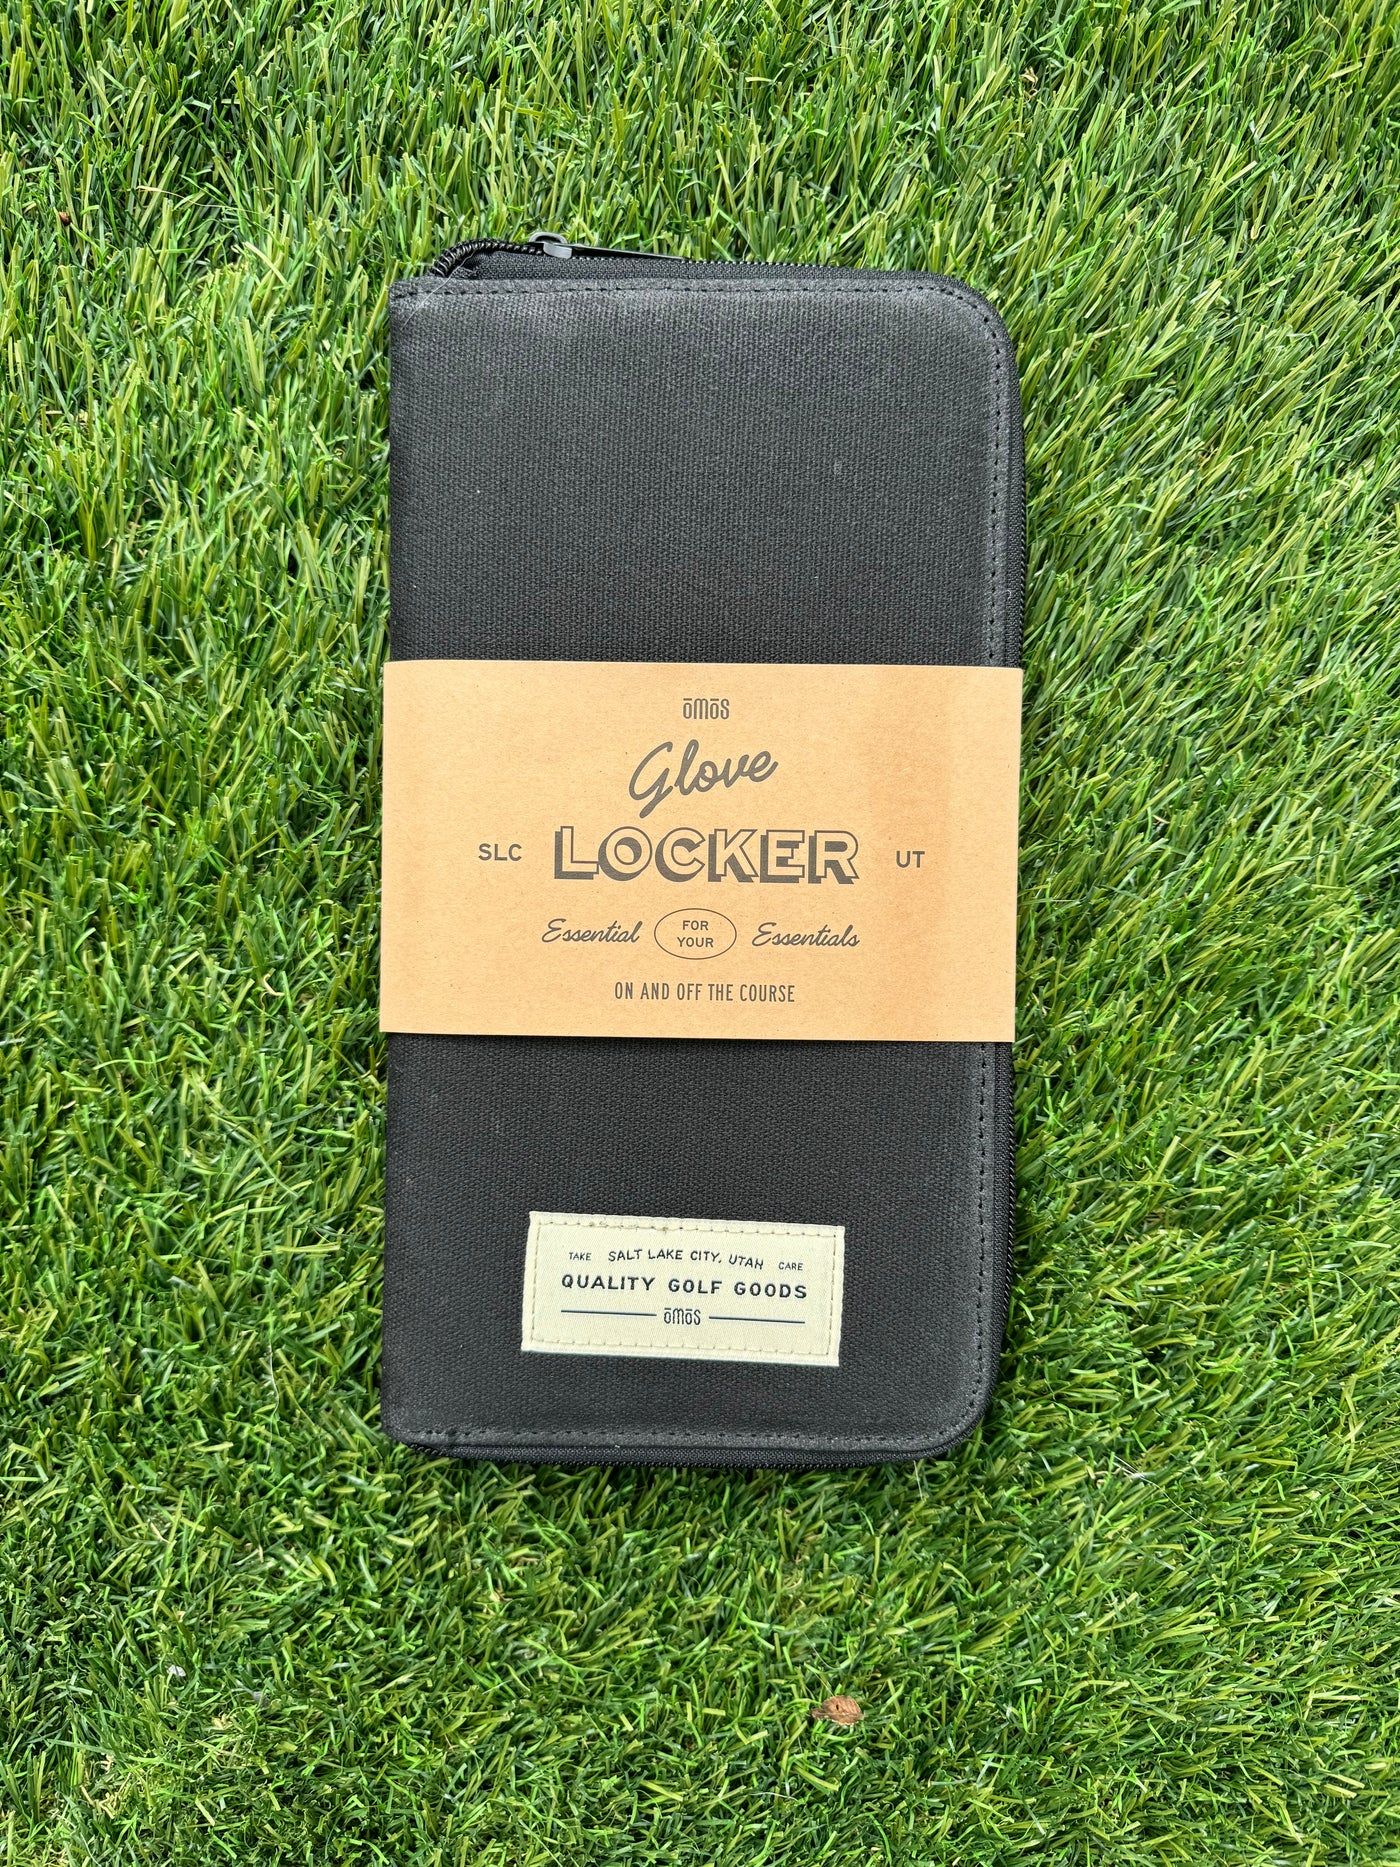 ōMōS
Glove
SLC LOCKER UT
Essential FOR YOUR Essentials
ON AND OFF THE COURSE
TAKE SALT LAKE CITY, UTAH CARE
QUALITY GOLF GOODS
ōMōS